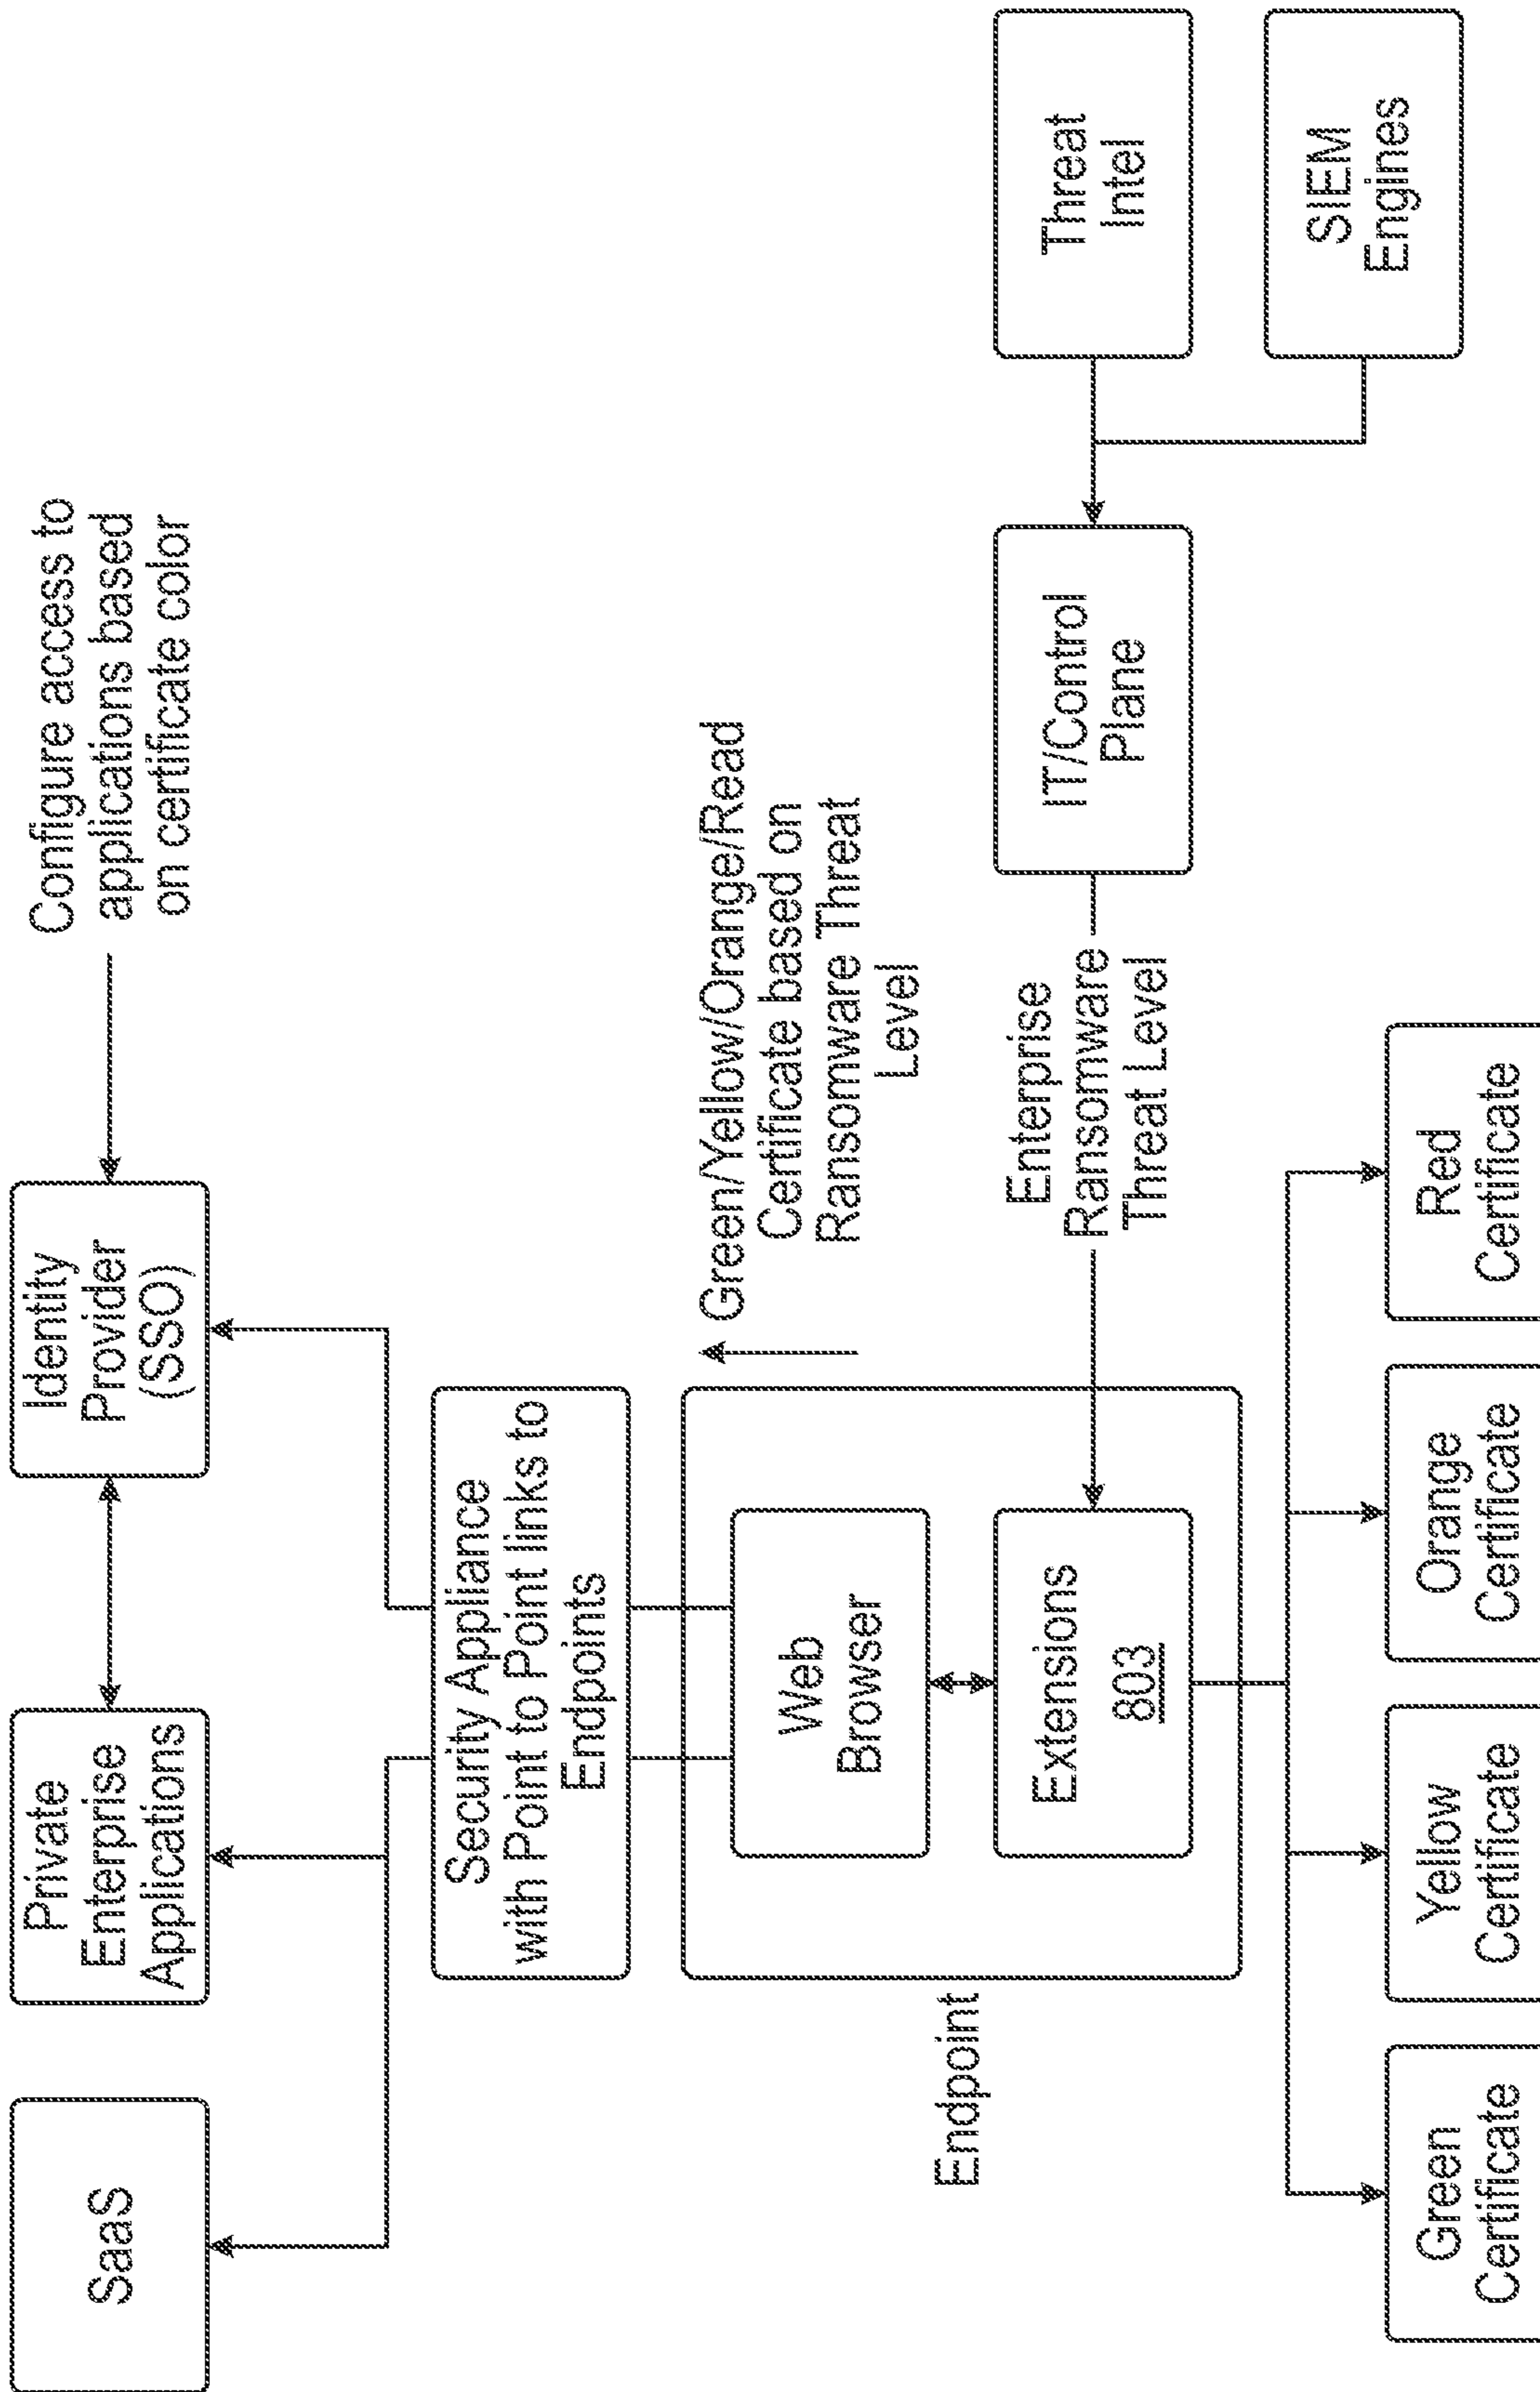 SaaS
Private
Enterprise
Applications
Identity
Provider
(SSO)
Configure access to
applications based
on certificate color
Security Appliance
with Point to Point links to
Endpoints
Green/Yellow/Orange/Read
Certificate based on
Ransomware Threat
Level
Endpoint
Web
Browser
Extensions
803
Enterprise
Ransomware
Threat Level
IT/Control
Plane
Threat
Intel
SIEM
Engines
Green
Certificate
Yellow
Certificate
Orange
Certificate
Red
Certificate